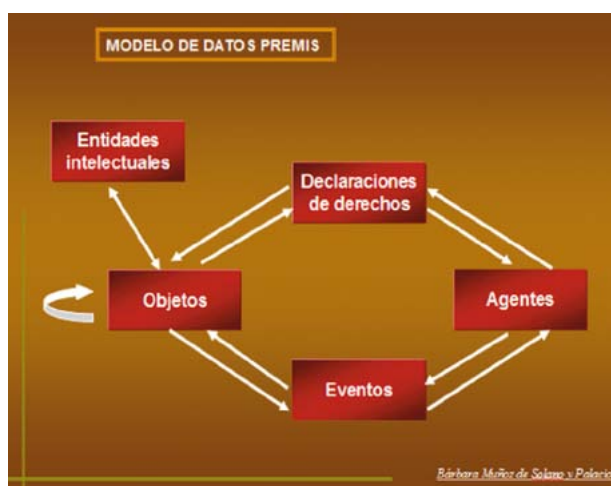 MODELO DE DATOS PREMIS
Entidades
intelectuales
Declaraciones
de derechos
Objetos
Agentes
Eventos
Bárbara Muñoz de Solano y Palacio